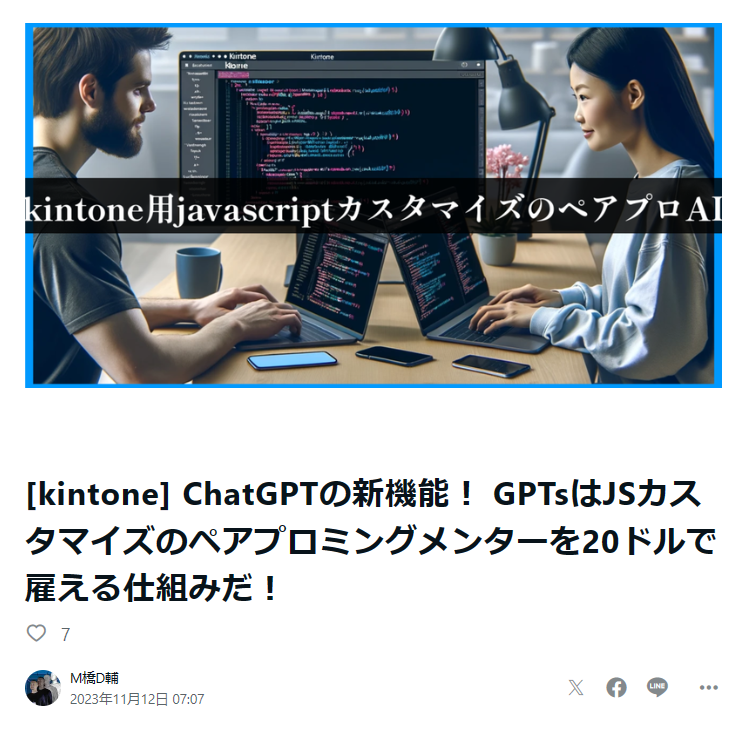 Kintone
Kintone
Kiome
kintone用javascriptカスタマイズのペアプロAI
[kintone] ChatGPTの新機能！ GPTsはJSカス
タマイズのペアプロミングメンターを20ドルで
雇える仕組みだ！
7
M橋D輔
2023年11月12日 07:07
LINE